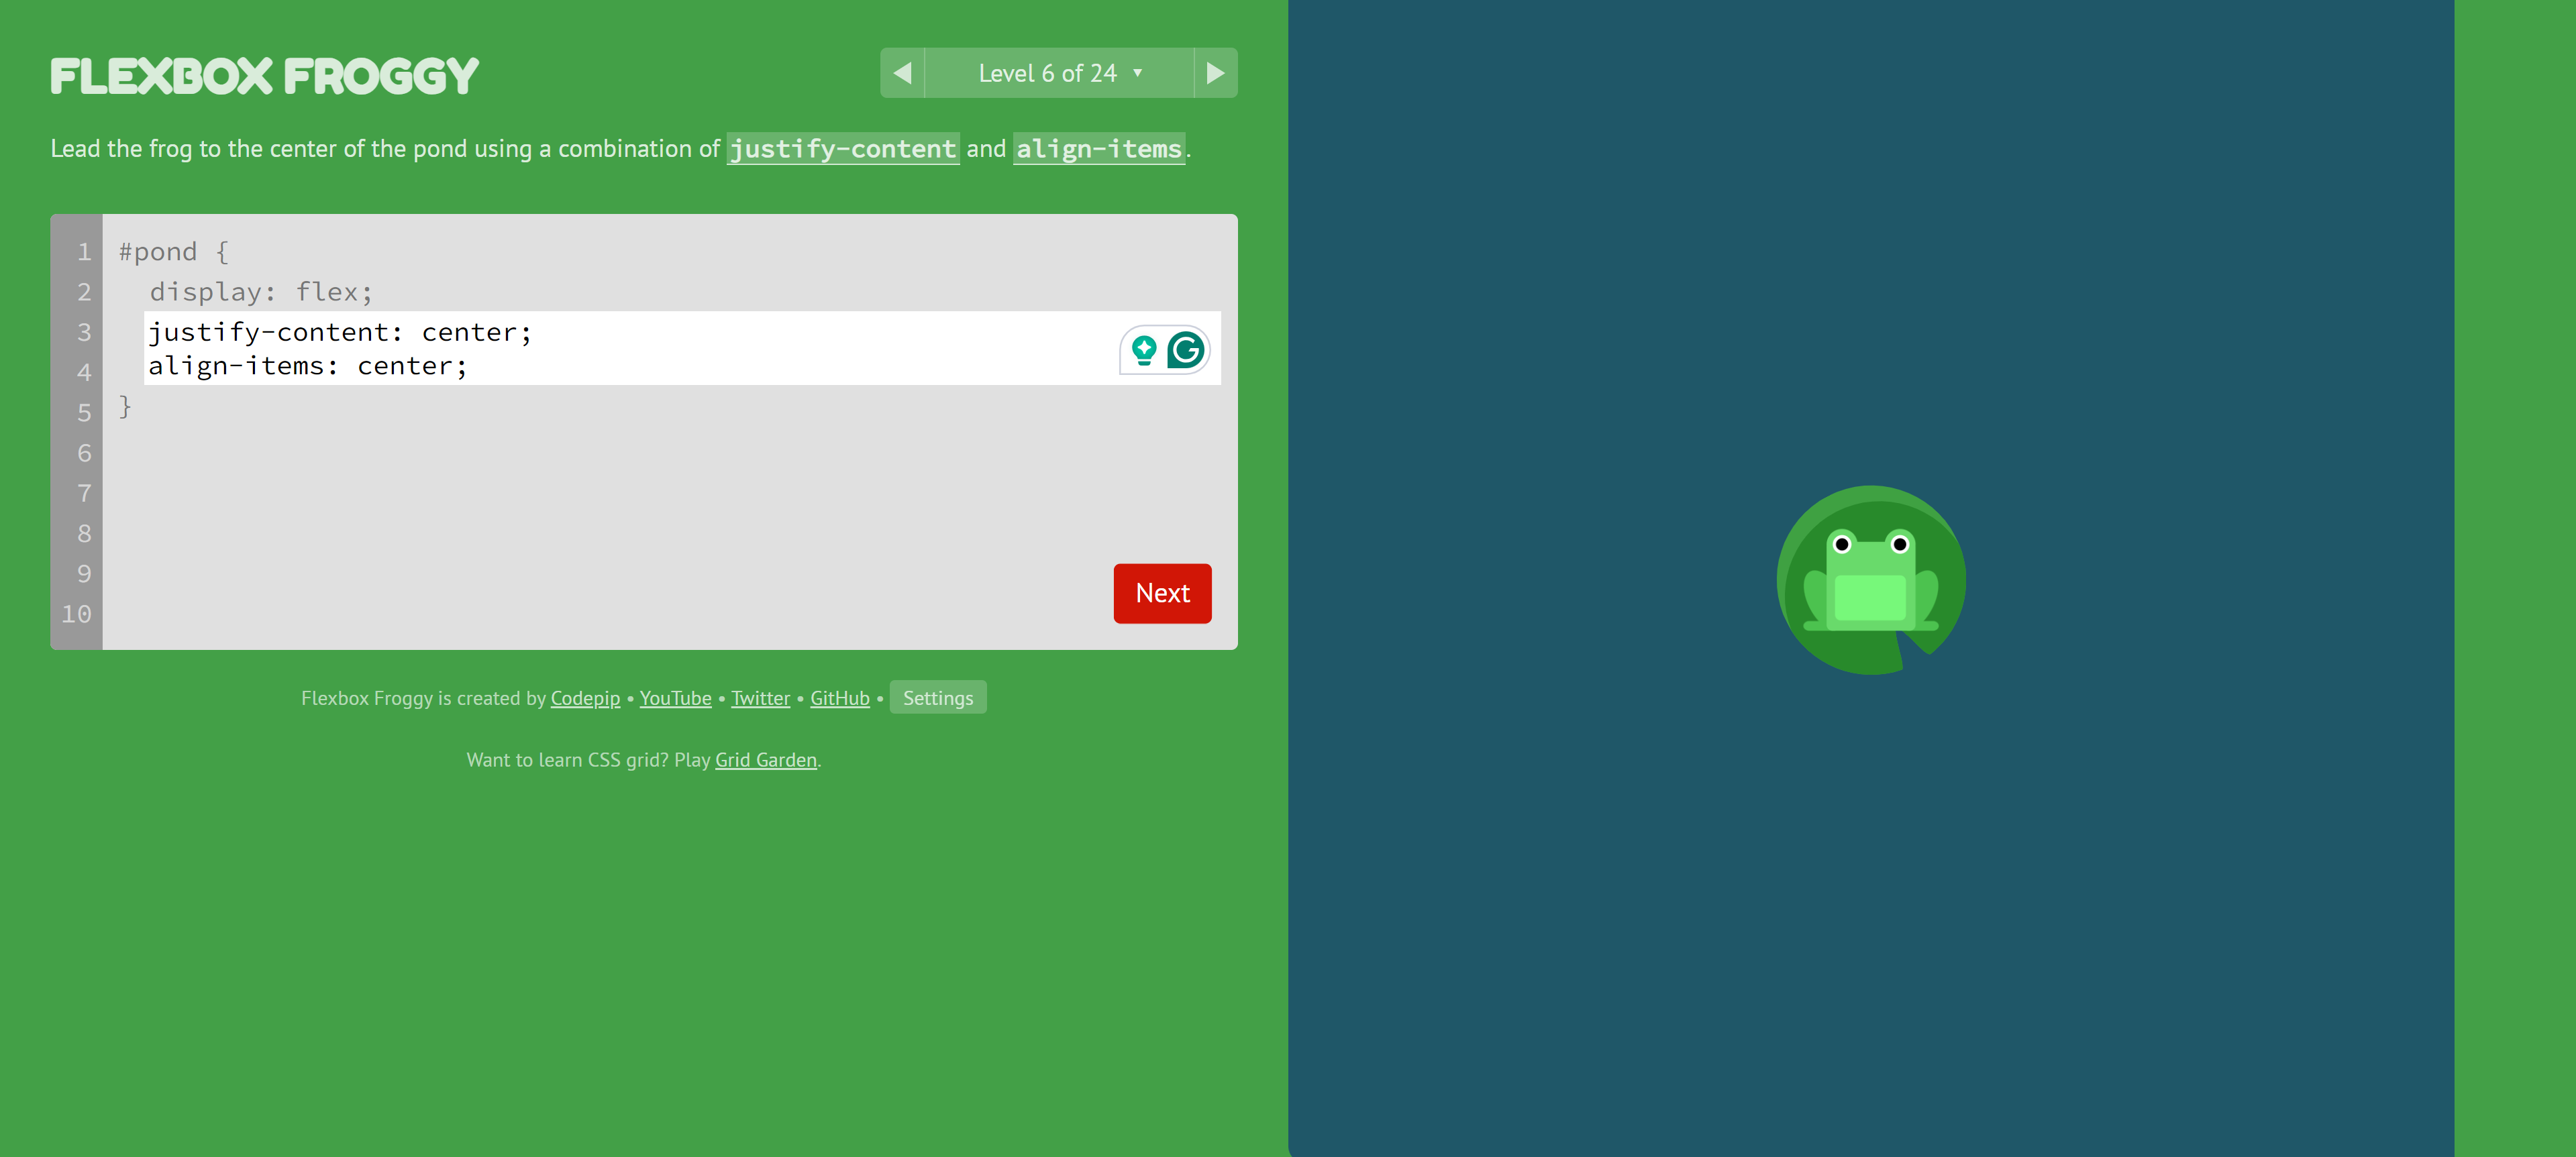 FLEXBOX FROGGY
Level 6 of 24 ▼
Lead the frog to the center of the pond using a combination of justify-content and align-items.
1 #pond {
2 display: flex;
3 justify-content: center;
4 align-items: center;
5 }
6
7
8
9
10
Next
Flexbox Froggy is created by Codepip • YouTube • Twitter • GitHub • Settings
Want to learn CSS grid? Play Grid Garden.